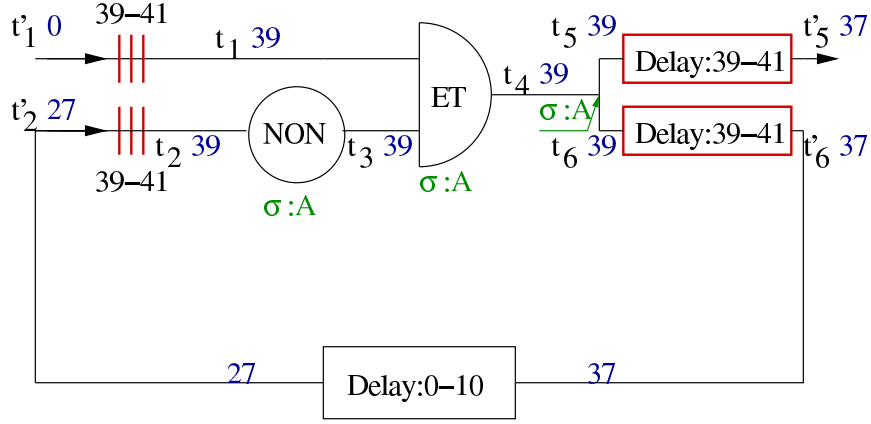 t'1 0
39–41
t1 39
t5 39
Delay:39–41
t'5 37
t'2 27
39–41
t2 39
NON
σ:A
t3 39
ET
σ:A
t4 39
σ:A
t6 39
Delay:39–41
t'6 37
27
Delay:0–10
37